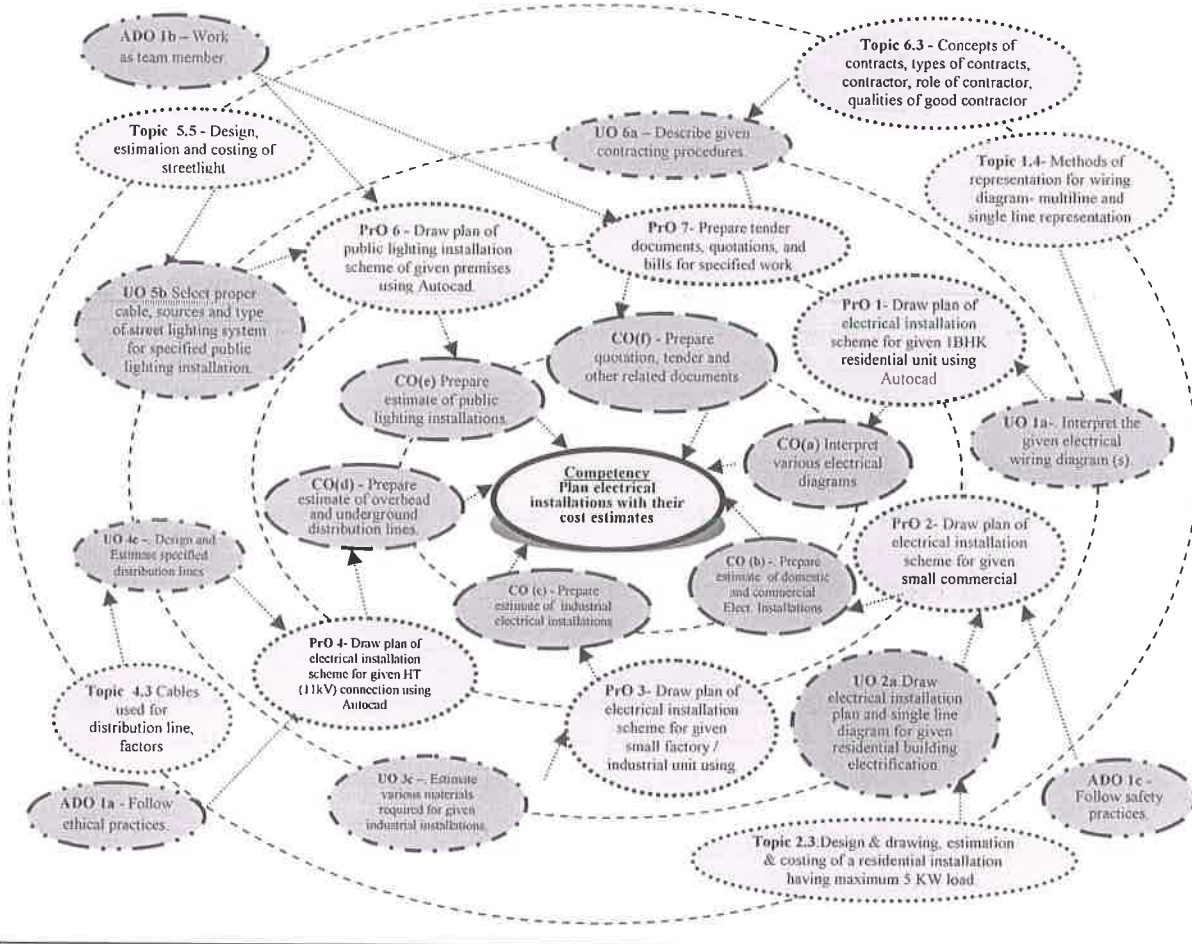 ADO 1b – Work
as team member.
Topic 6.3 - Concepts of
contracts, types of contracts,
contractor, role of contractor,
qualities of good contractor
Topic 5.5 - Design,
estimation and costing of
streetlight
UO 6a – Describe given
contracting procedures.
Topic 1.4- Methods of
representation for wiring
diagram- multiline and
single line representation
PrO 6 - Draw plan of
public lighting installation
scheme of given premises
using Autocad.
PrO 7- Prepare tender
documents, quotations, and
bills for specified work
UO 5b Select proper
cable, sources and type
of street lighting system
for specified public
lighting installation.
PrO 1- Draw plan of
electrical installation
scheme for given 1BHK
residential unit using
Autocad
CO(f) - Prepare
quotation, tender and
other related documents
CO(e) Prepare
estimate of public
lighting installations.
UO 1a-. Interpret the
given electrical
wiring diagram (s).
CO(a) Interpret
various electrical
diagrams
Competency
Plan electrical
installations with their
cost estimates
CO(d) - Prepare
estimate of overhead
and underground
distribution lines.
PrO 2- Draw plan of
electrical installation
scheme for given
small commercial
UO 4c –. Design and
Estimate specified
distribution lines
CO (b) -. Prepare
estimate of domestic
and commercial
Elect. Installations
CO (c) - Prepare
estimate of industrial
electrical installations
PrO 4- Draw plan of
electrical installation
scheme for given HT
(11kV) connection using
Autocad
PrO 3- Draw plan of
electrical installation
scheme for given
small factory /
industrial unit using
UO 2a Draw
electrical installation
plan and single line
diagram for given
residential building
electrification.
Topic 4.3 Cables
used for
distribution line,
factors
UO 3c –. Estimate
various materials
required for given
industrial installations.
ADO 1a - Follow
ethical practices.
ADO 1c -
Follow safety
practices.
Topic 2.3.Design & drawing, estimation
& costing of a residential installation
having maximum 5 KW load